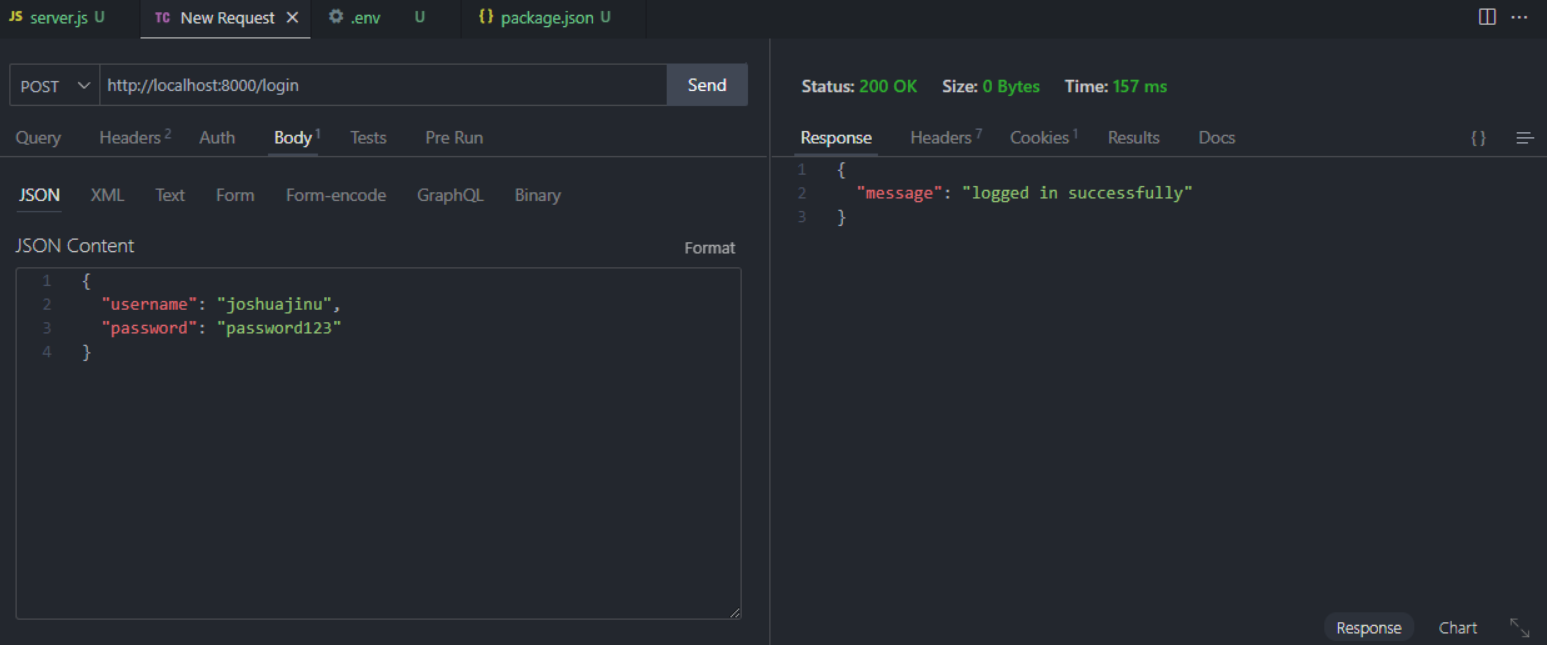 JS server.js U TC New Request × .env U {} package.json U ···
POST http://localhost:8000/login Send
Query Headers 2 Auth Body 1 Tests Pre Run
JSON XML Text Form Form-encode GraphQL Binary
JSON Content Format
1 {
2 "username": "joshuajinu",
3 "password": "password123"
4 }
Status: 200 OK Size: 0 Bytes Time: 157 ms
Response Headers 7 Cookies 1 Results Docs {}
1 {
2 "message": "logged in successfully"
3 }
Response Chart